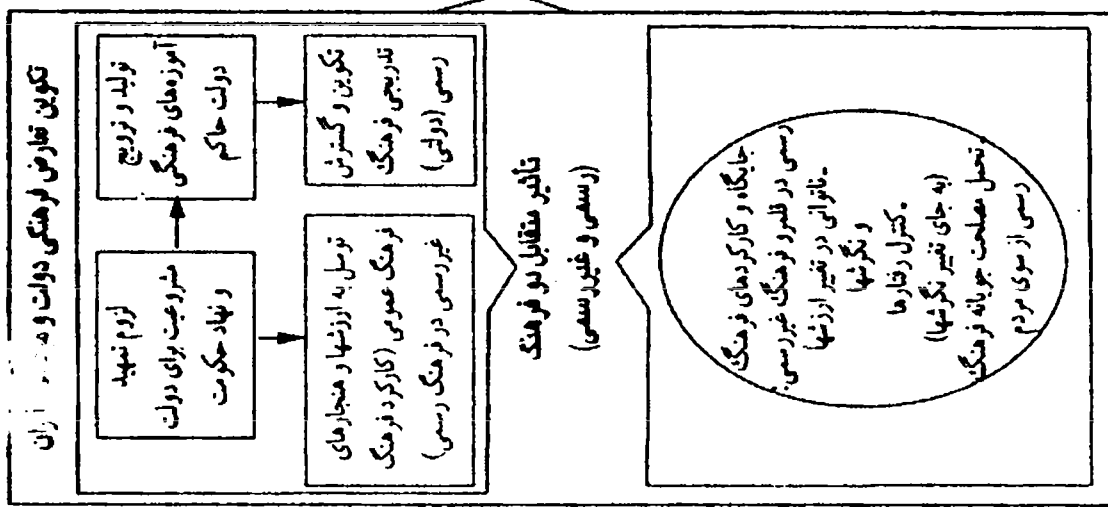 تکوین تعارض فرهنگی دولت و
تولید و ترویج
آموزه‌های فرهنگی
دولت حاکم
لزوم تمهید
مشروعیت برای دولت
و نهاد حکومت
تکوین و گسترش
تدریجی فرهنگ
رسمی (دولتی)
توسل به ارزشها و هنجارهای
فرهنگ عمومی (کارکرد فرهنگ
غیررسمی در فرهنگ رسمی)
تأثیر متقابل دو فرهنگ
(رسمی و غیررسمی)
جایگاه و کارکردهای فرهنگ
رسمی در قلمرو فرهنگ غیررسمی:
ـ ناتوانی در تغییر ارزشها
و نگرشها
ـ کنترل رفتارها
(به جای تغییر نگرشها)
ـ تحمل مصلحت جویانه فرهنگ
رسمی از سوی مردم